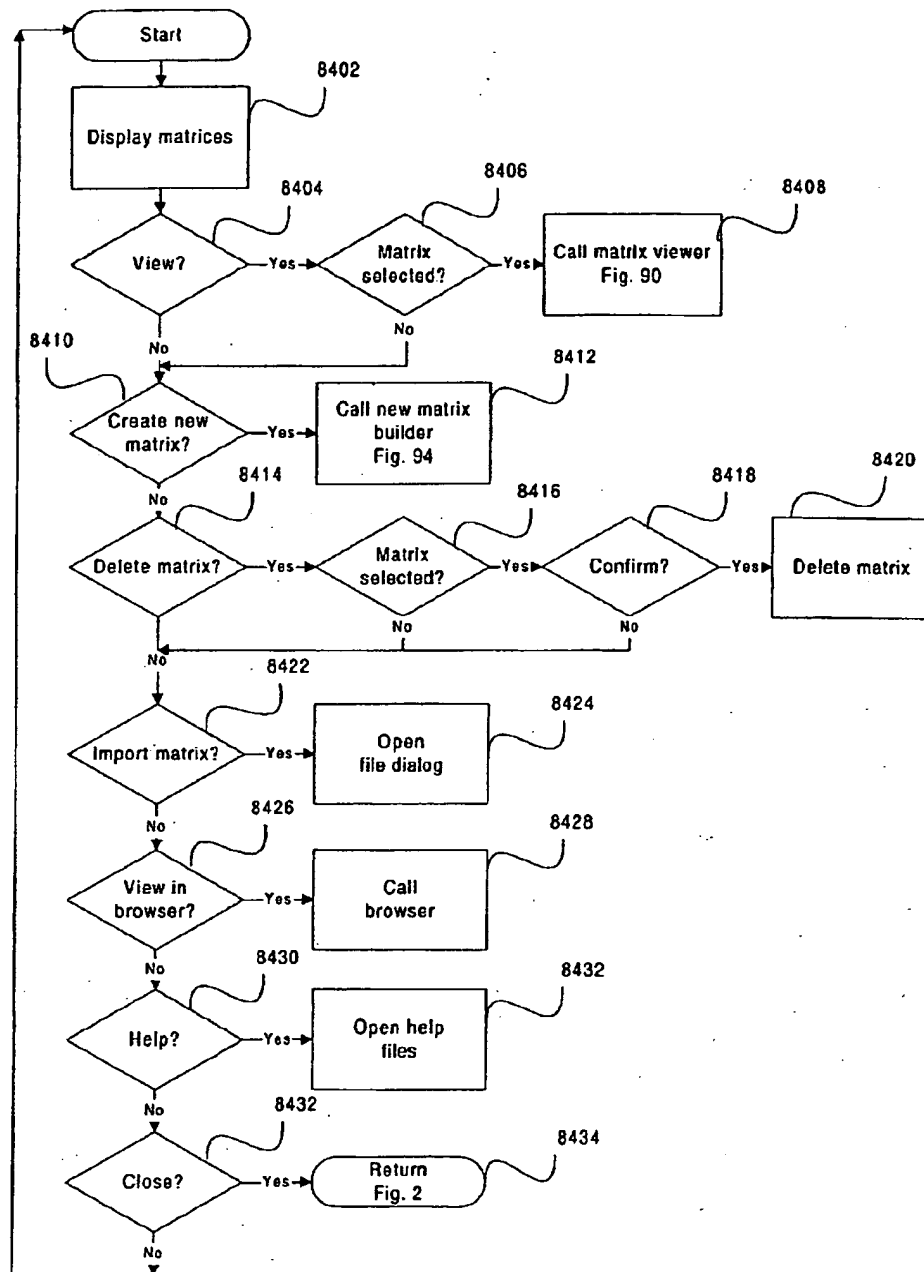 Start
8402
Display matrices
8404
8406
8408
View?
Yes
Matrix
selected?
Yes
Call matrix viewer
Fig. 90
No
No
8410
8412
Create new
matrix?
Yes
Call new matrix
builder
Fig. 94
No
8414
8416
8418
8420
Delete matrix?
Yes
Matrix
selected?
Yes
Confirm?
Yes
Delete matrix
No
No
No
8422
8424
Import matrix?
Yes
Open
file dialog
No
8426
8428
View in
browser?
Yes
Call
browser
No
8430
8432
Help?
Yes
Open help
files
No
8432
8434
Close?
Yes
Return
Fig. 2
No